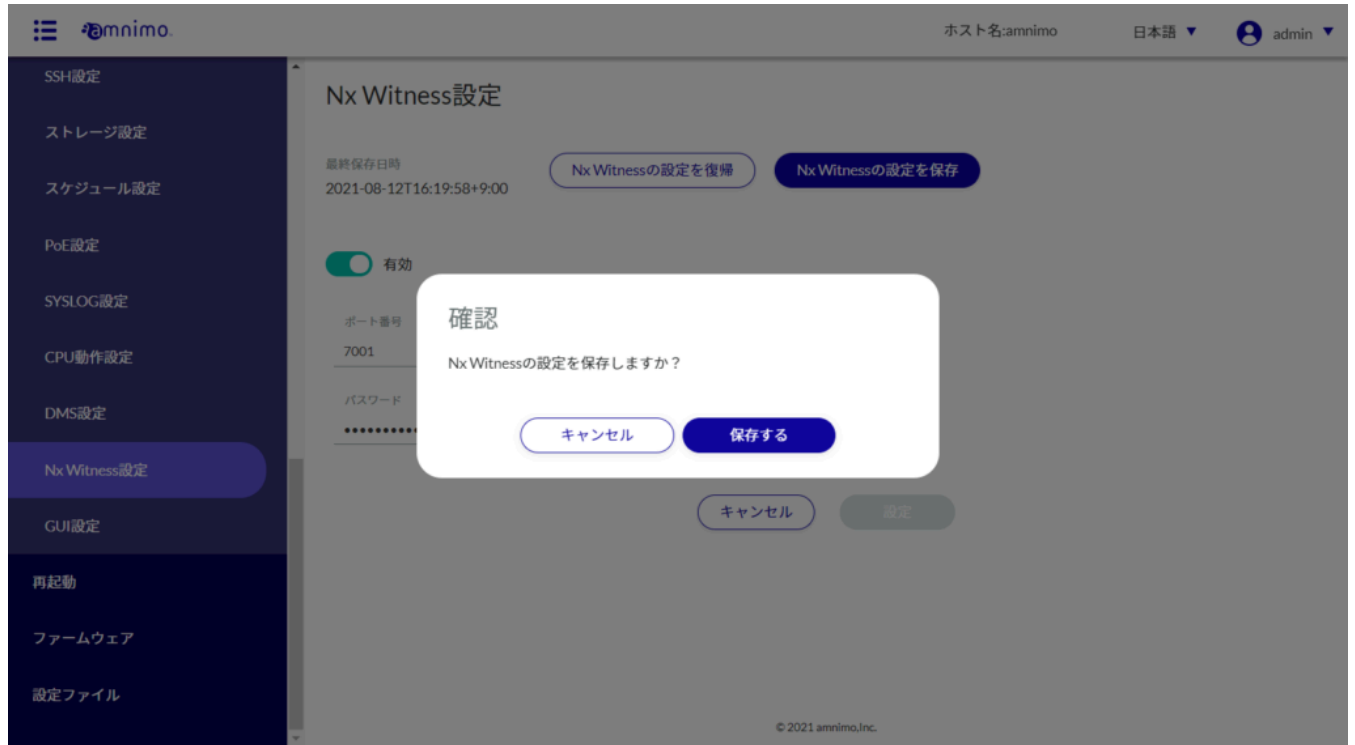 amnimo.
ホスト名:amnimo
日本語 ▼
admin ▼
SSH設定
ストレージ設定
スケジュール設定
PoE設定
SYSLOG設定
CPU動作設定
DMS設定
Nx Witness設定
GUI設定
再起動
ファームウェア
設定ファイル
Nx Witness設定
最終保存日時
2021-08-12T16:19:58+9:00
Nx Witnessの設定を復帰
Nx Witnessの設定を保存
有効
ポート番号
7001
パスワード
••••••••••
確認
Nx Witnessの設定を保存しますか？
キャンセル
保存する
キャンセル
設定
© 2021 amnimo,Inc.